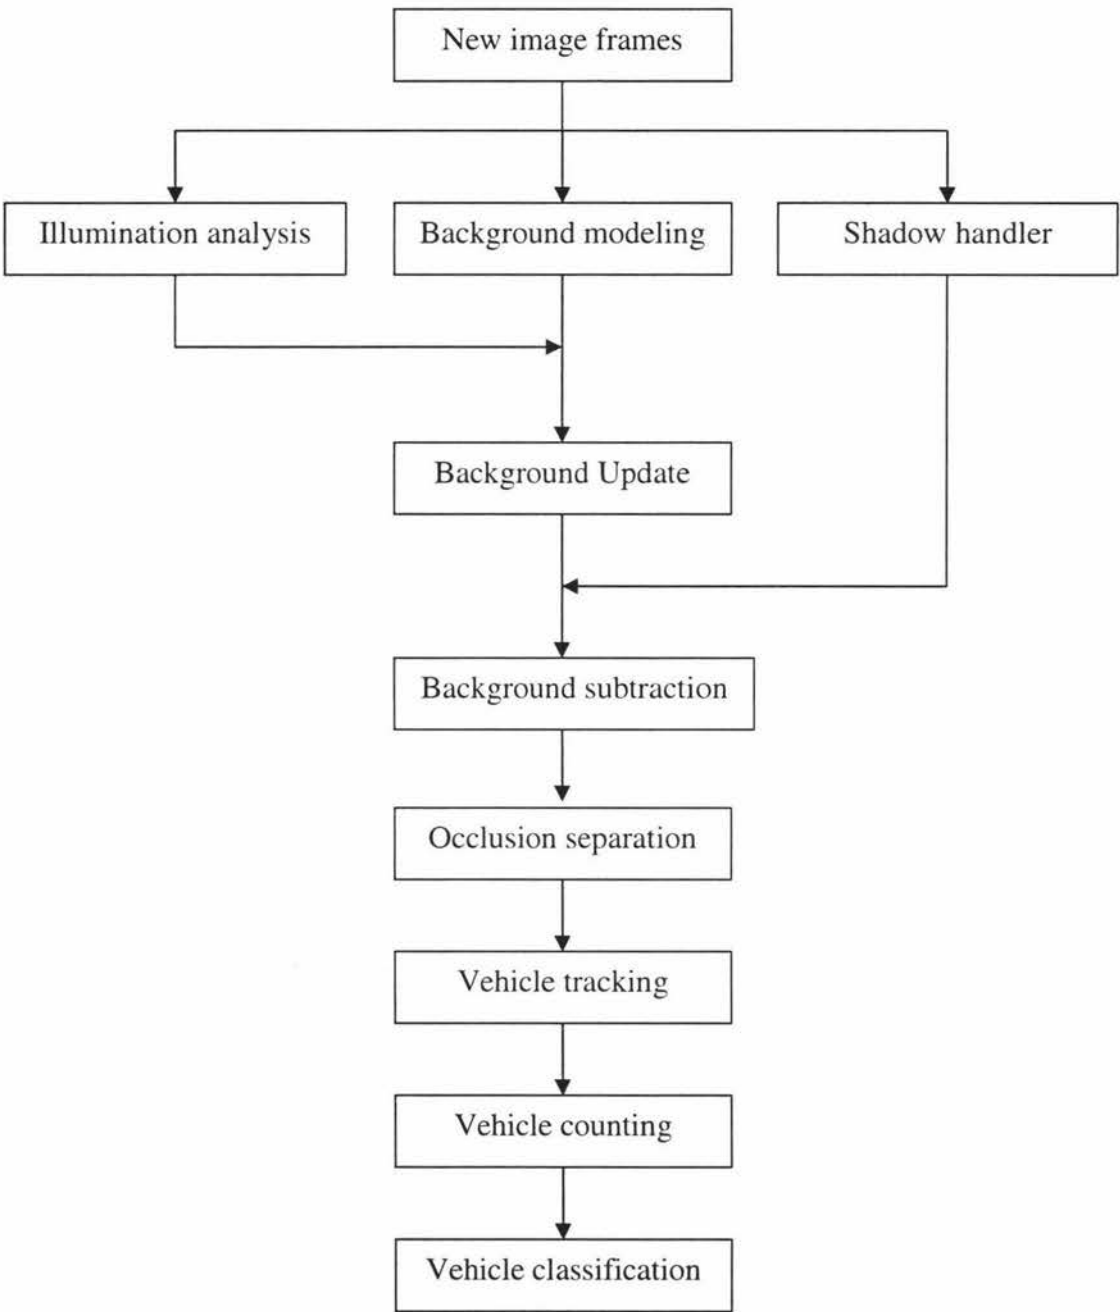 New image frames
Illumination analysis
Background modeling
Shadow handler
Background Update
Background subtraction
Occlusion separation
Vehicle tracking
Vehicle counting
Vehicle classification